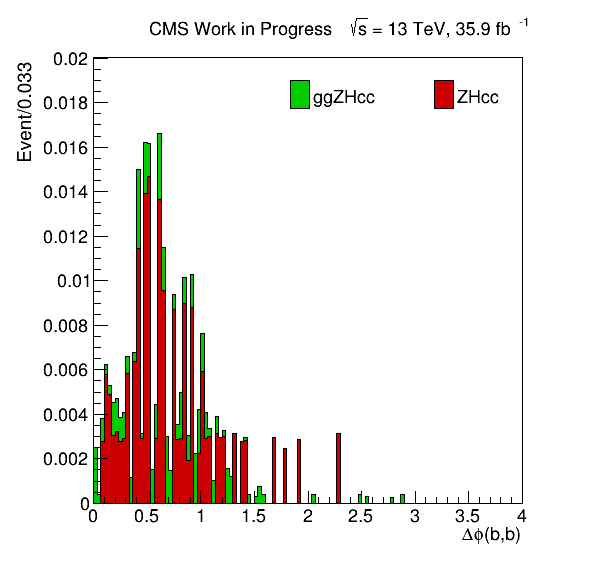 CMS Work in Progress √s = 13 TeV, 35.9 fb⁻¹
Event/0.033
ggZHcc ZHcc
0.02
0.018
0.016
0.014
0.012
0.01
0.008
0.006
0.004
0.002
0
0 0.5 1 1.5 2 2.5 3 3.5 4
Δϕ(b,b)